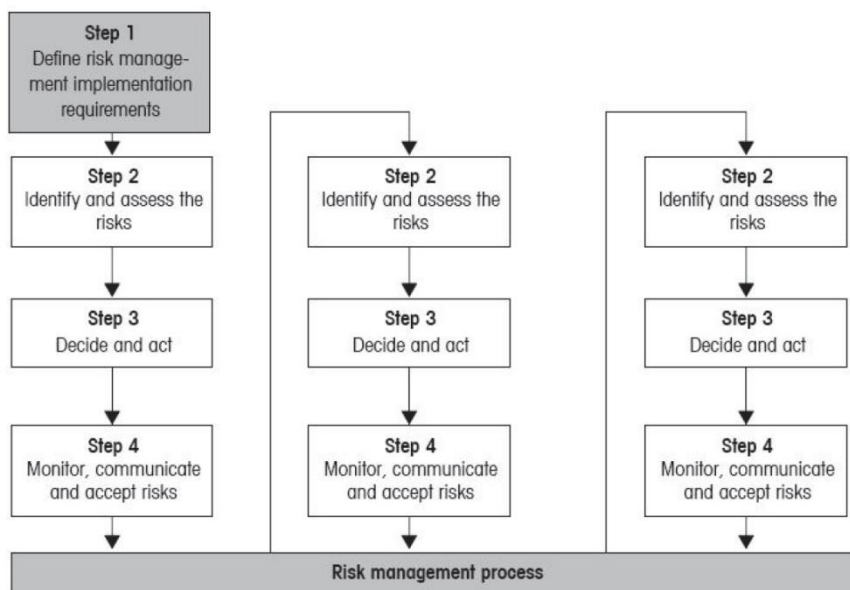 Step 1
Define risk manage-
ment implementation
requirements
Step 2
Identify and assess the
risks
Step 3
Decide and act
Step 4
Monitor, communicate
and accept risks
Step 2
Identify and assess the
risks
Step 3
Decide and act
Step 4
Monitor, communicate
and accept risks
Step 2
Identify and assess the
risks
Step 3
Decide and act
Step 4
Monitor, communicate
and accept risks
Risk management process